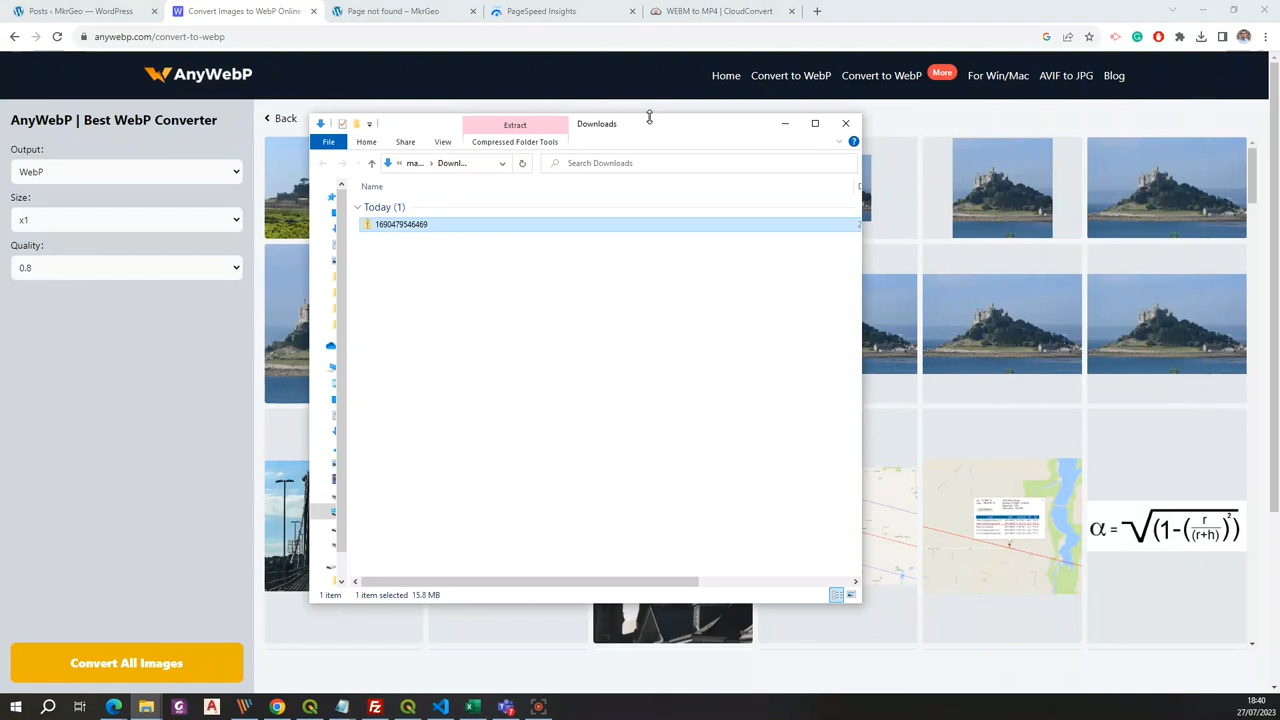 Posts ‹ MkrGeo — WordPress
Convert Images to WebP Online
Page not found – MkrGeo
PageSpeed Insights
WEBM to MP4 | CloudConvert
anywebp.com/convert-to-webp
AnyWebP
Home
Convert to WebP
Convert to WebP
More
For Win/Mac
AVIF to JPG
Blog
AnyWebP | Best WebP Converter
Back
Output:
WebP
Size:
x1
Quality:
0.8
Extract
Downloads
File
Home
Share
View
Compressed Folder Tools
ma...
Downl...
Search Downloads
Name
D
Today (1)
1690479546469
2
1 item
1 item selected 15.8 MB
α = √(1-(r/(r+h))²)
Convert All Images
18:40
27/07/2023